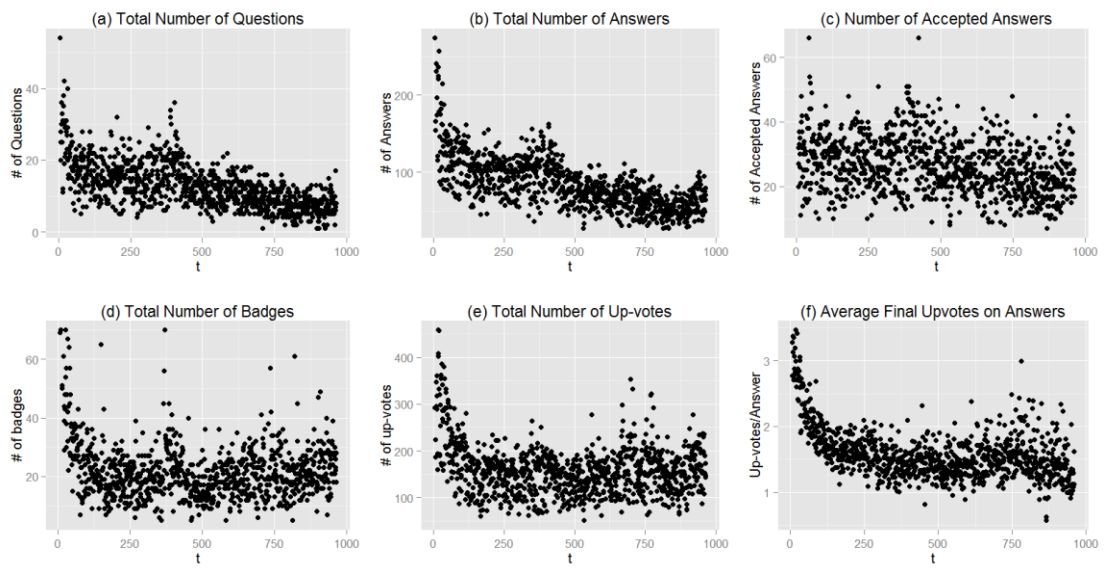 (a) Total Number of Questions
# of Questions
40
20
0
0
250
500
750
1000
t
(b) Total Number of Answers
# of Answers
200
100
0
250
500
750
1000
t
(c) Number of Accepted Answers
# of Accepted Answers
60
40
20
0
250
500
750
1000
t
(d) Total Number of Badges
# of badges
60
40
20
0
250
500
750
1000
t
(e) Total Number of Up-votes
# of up-votes
400
300
200
100
0
250
500
750
1000
t
(f) Average Final Upvotes on Answers
Up-votes/Answer
3
2
1
0
250
500
750
1000
t